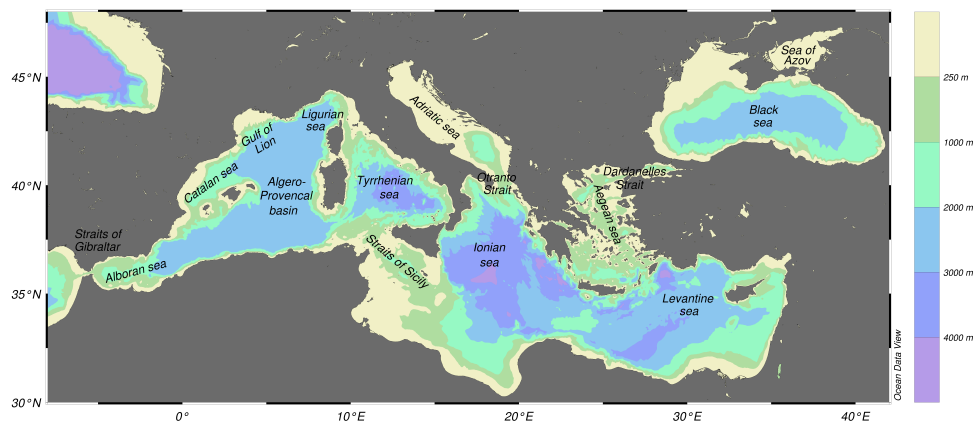 Sea of
Azov
45°N
250 m
Ligurian
sea
Adriatic sea
Black
sea
Gulf of
Lion
1000 m
Catalan sea
Otranto
Strait
Dardanelles
Strait
40°N
Algero-
Provencal
basin
Tyrrhenian
sea
Aegean sea
2000 m
Straits of
Gibraltar
Straits of Sicily
Ionian
sea
Alboran sea
3000 m
35°N
Levantine
sea
4000 m
Ocean Data View
30°N
0°
10°E
20°E
30°E
40°E